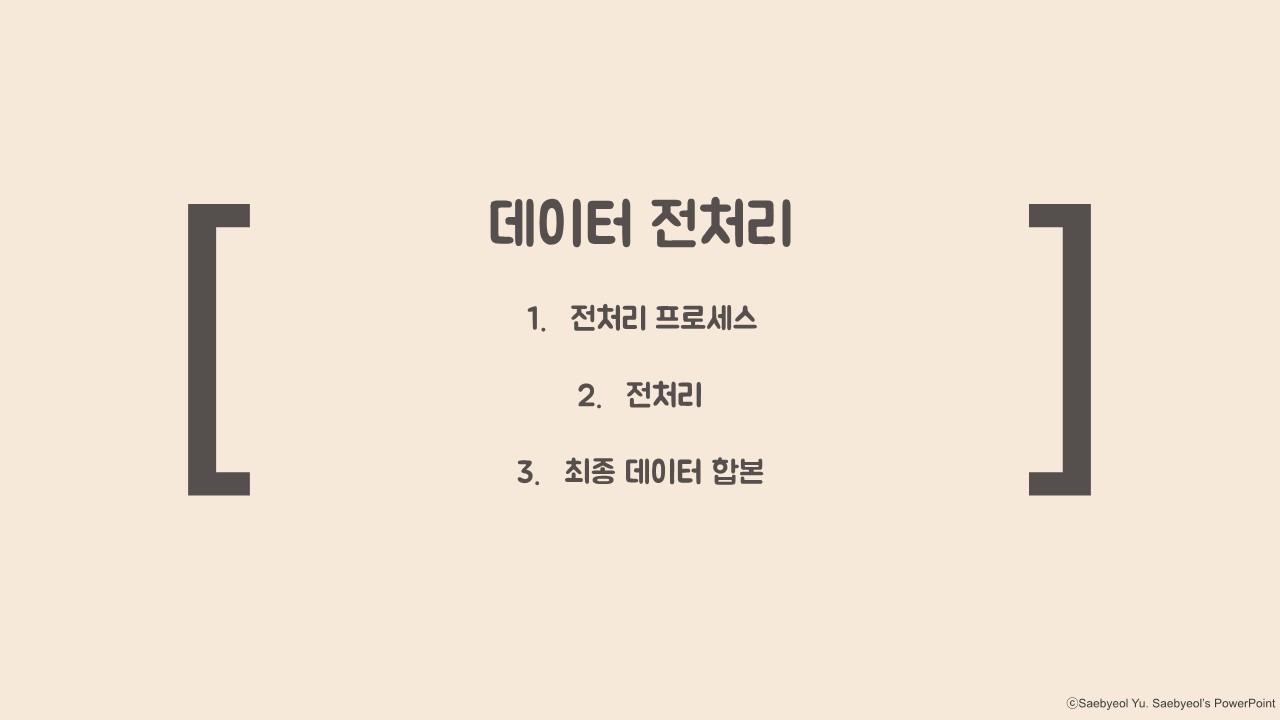 데이터 전처리
1. 전처리 프로세스
2. 전처리
3. 최종 데이터 합본
ⓒSaebyeol Yu. Saebyeol's PowerPoint